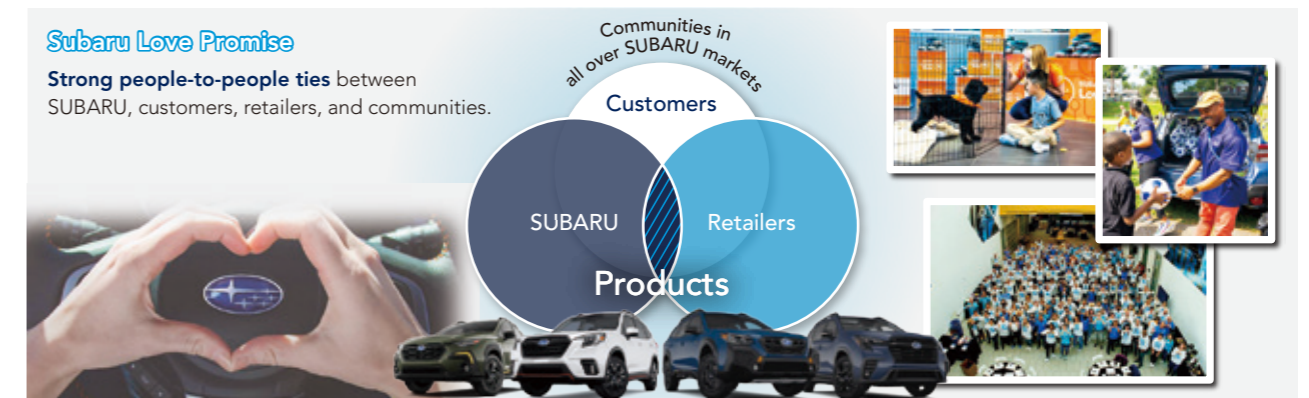 Subaru Love Promise
Strong people-to-people ties between
SUBARU, customers, retailers, and communities.
Communities in
all over SUBARU markets
Customers
SUBARU
Retailers
Products